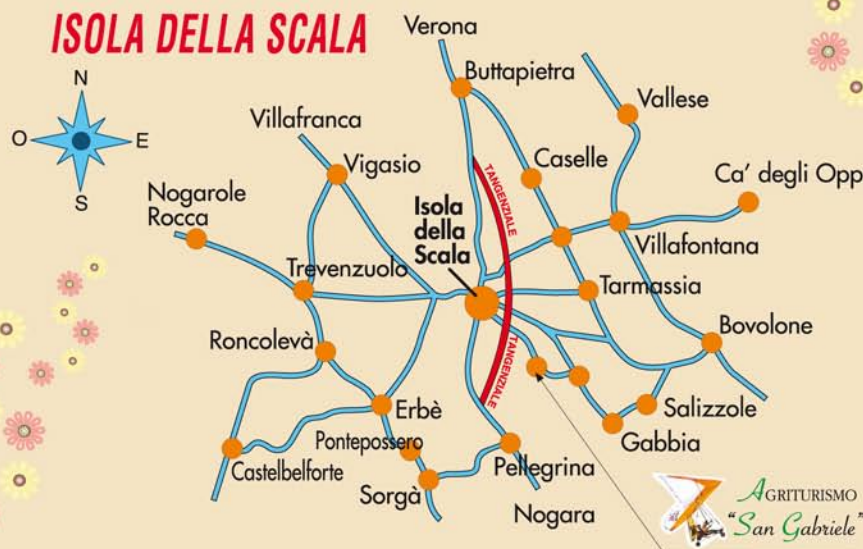 ISOLA DELLA SCALA
Verona
N
O
E
S
Buttapietra
Vallese
Villafranca
Vigasio
Caselle
Ca' degli Opp
Nogarole
Rocca
TANGENZIALE
Isola
della
Scala
Villafontana
Trevenzuolo
Tarmassia
Roncolevà
Bovolone
TANGENZIALE
Erbè
Salizzole
Gabbia
Pontepossero
Castelbelforte
Pellegrina
Sorgà
Nogara
AGRITURISMO
"San Gabriele"